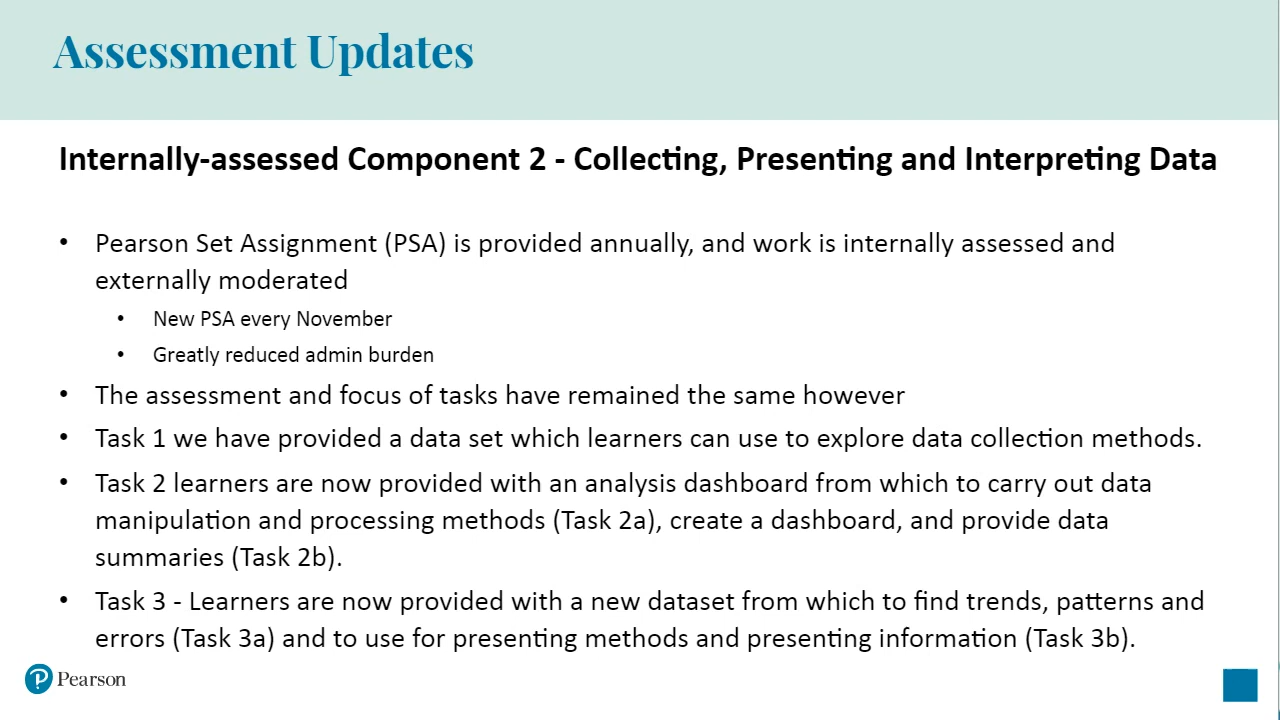 Assessment Updates
Internally-assessed Component 2 - Collecting, Presenting and Interpreting Data
• Pearson Set Assignment (PSA) is provided annually, and work is internally assessed and
externally moderated
• New PSA every November
• Greatly reduced admin burden
• The assessment and focus of tasks have remained the same however
• Task 1 we have provided a data set which learners can use to explore data collection methods.
• Task 2 learners are now provided with an analysis dashboard from which to carry out data
manipulation and processing methods (Task 2a), create a dashboard, and provide data
summaries (Task 2b).
• Task 3 - Learners are now provided with a new dataset from which to find trends, patterns and
errors (Task 3a) and to use for presenting methods and presenting information (Task 3b).
Pearson